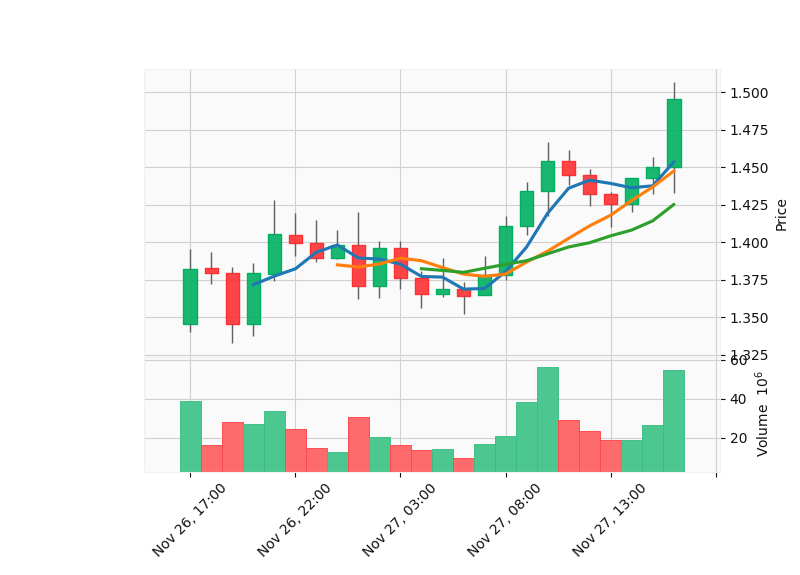 1.500
1.475
1.450
1.425
1.400
1.375
1.350
1.325
Price
60
40
20
Volume 10^6
Nov 26, 17:00
Nov 26, 22:00
Nov 27, 03:00
Nov 27, 08:00
Nov 27, 13:00